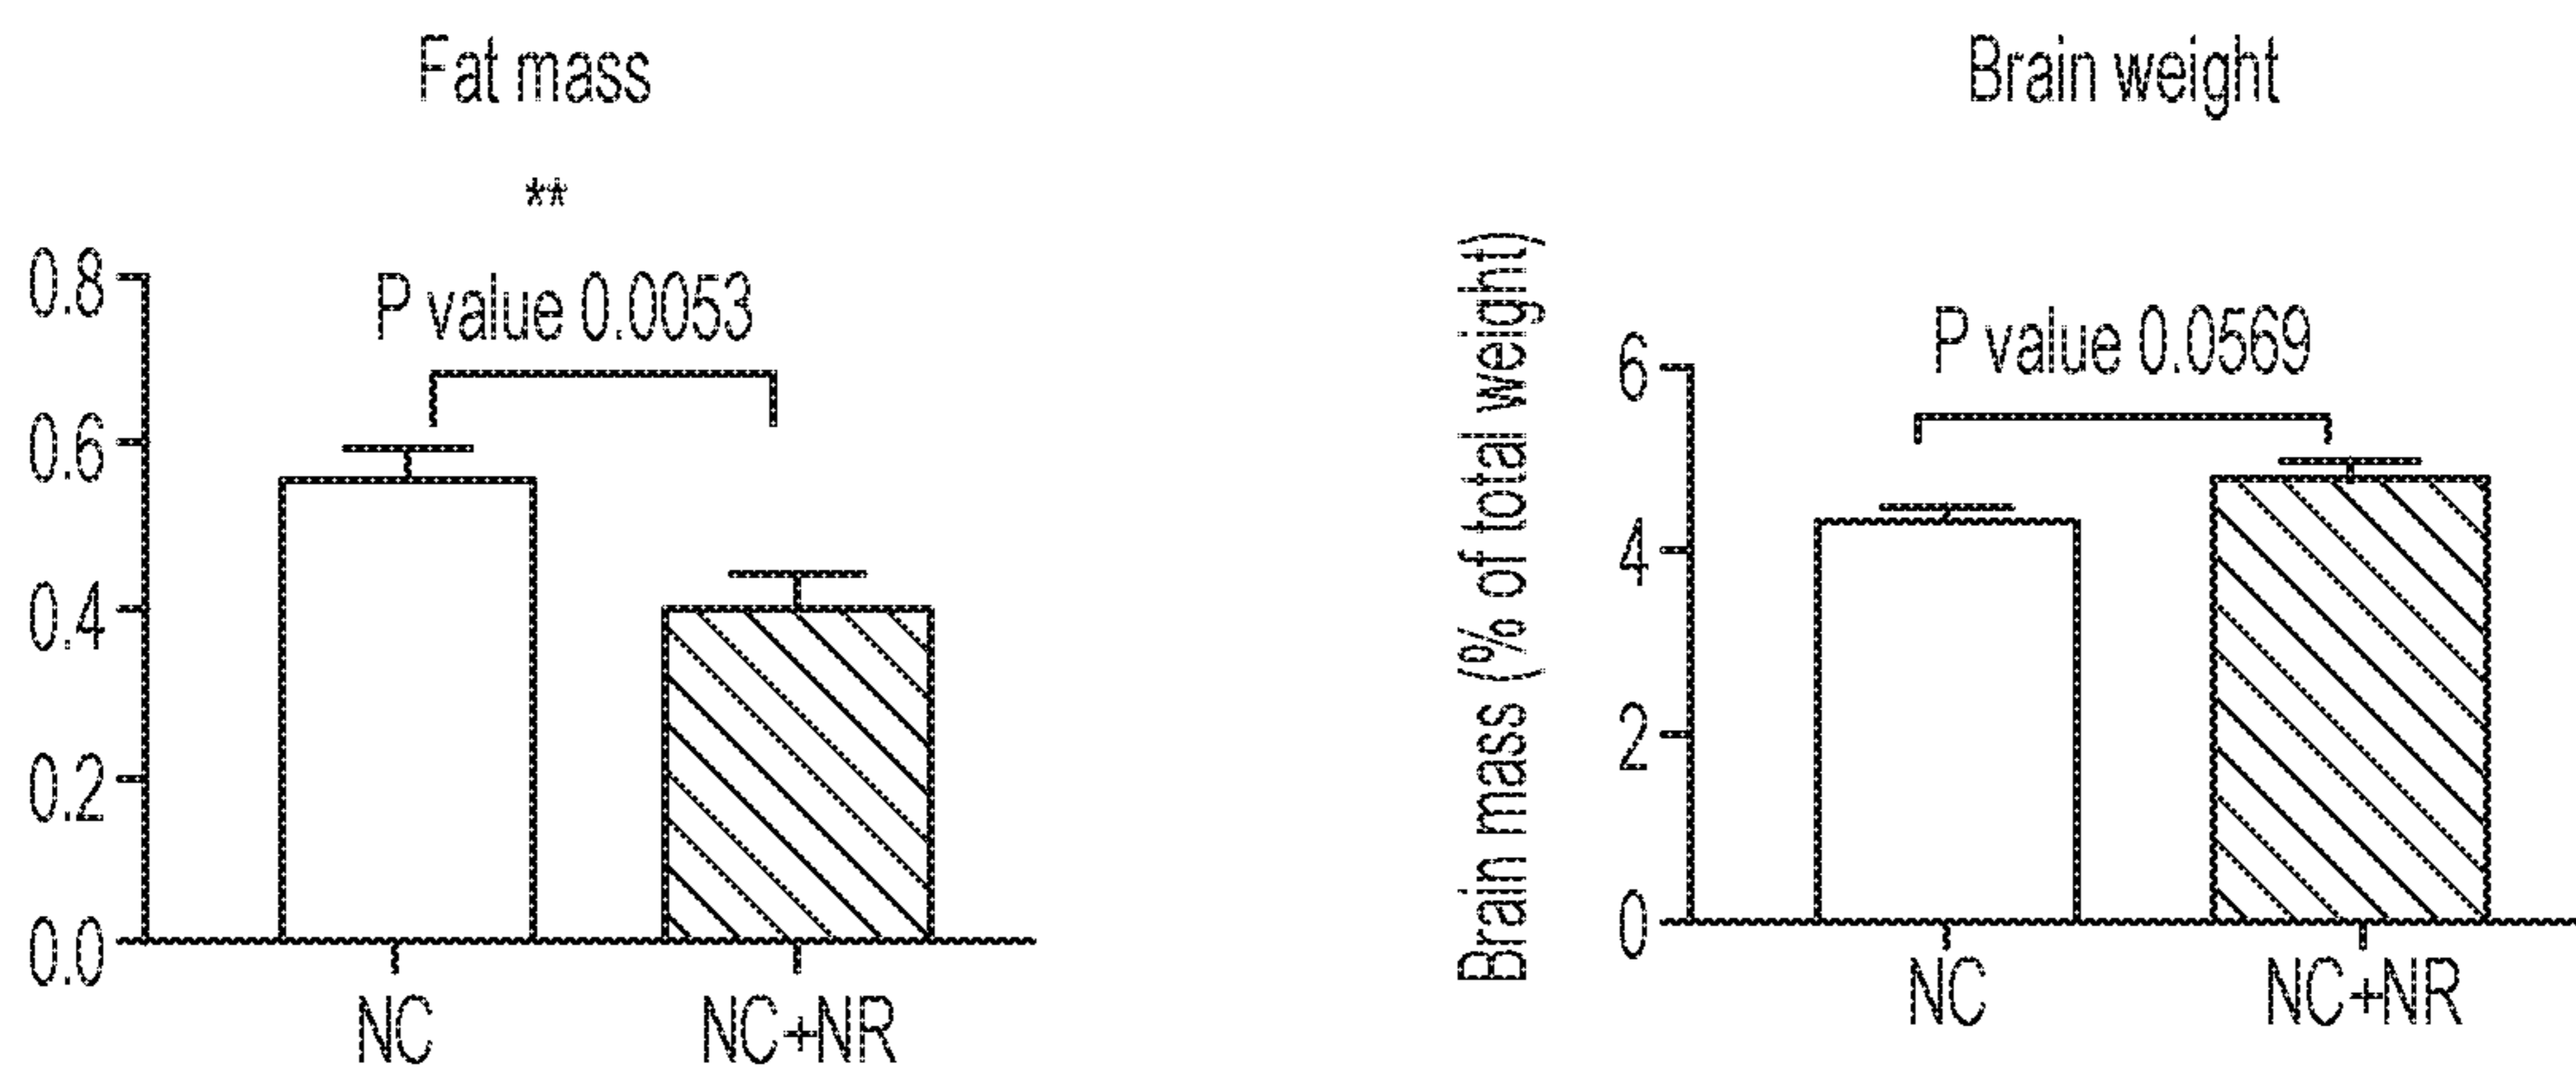 Fat mass
**
P value 0.0053
0.8
0.6
0.4
0.2
0.0
NC
NC+NR
Brain weight
Brain mass (% of total weight)
P value 0.0569
6
4
2
0
NC
NC+NR